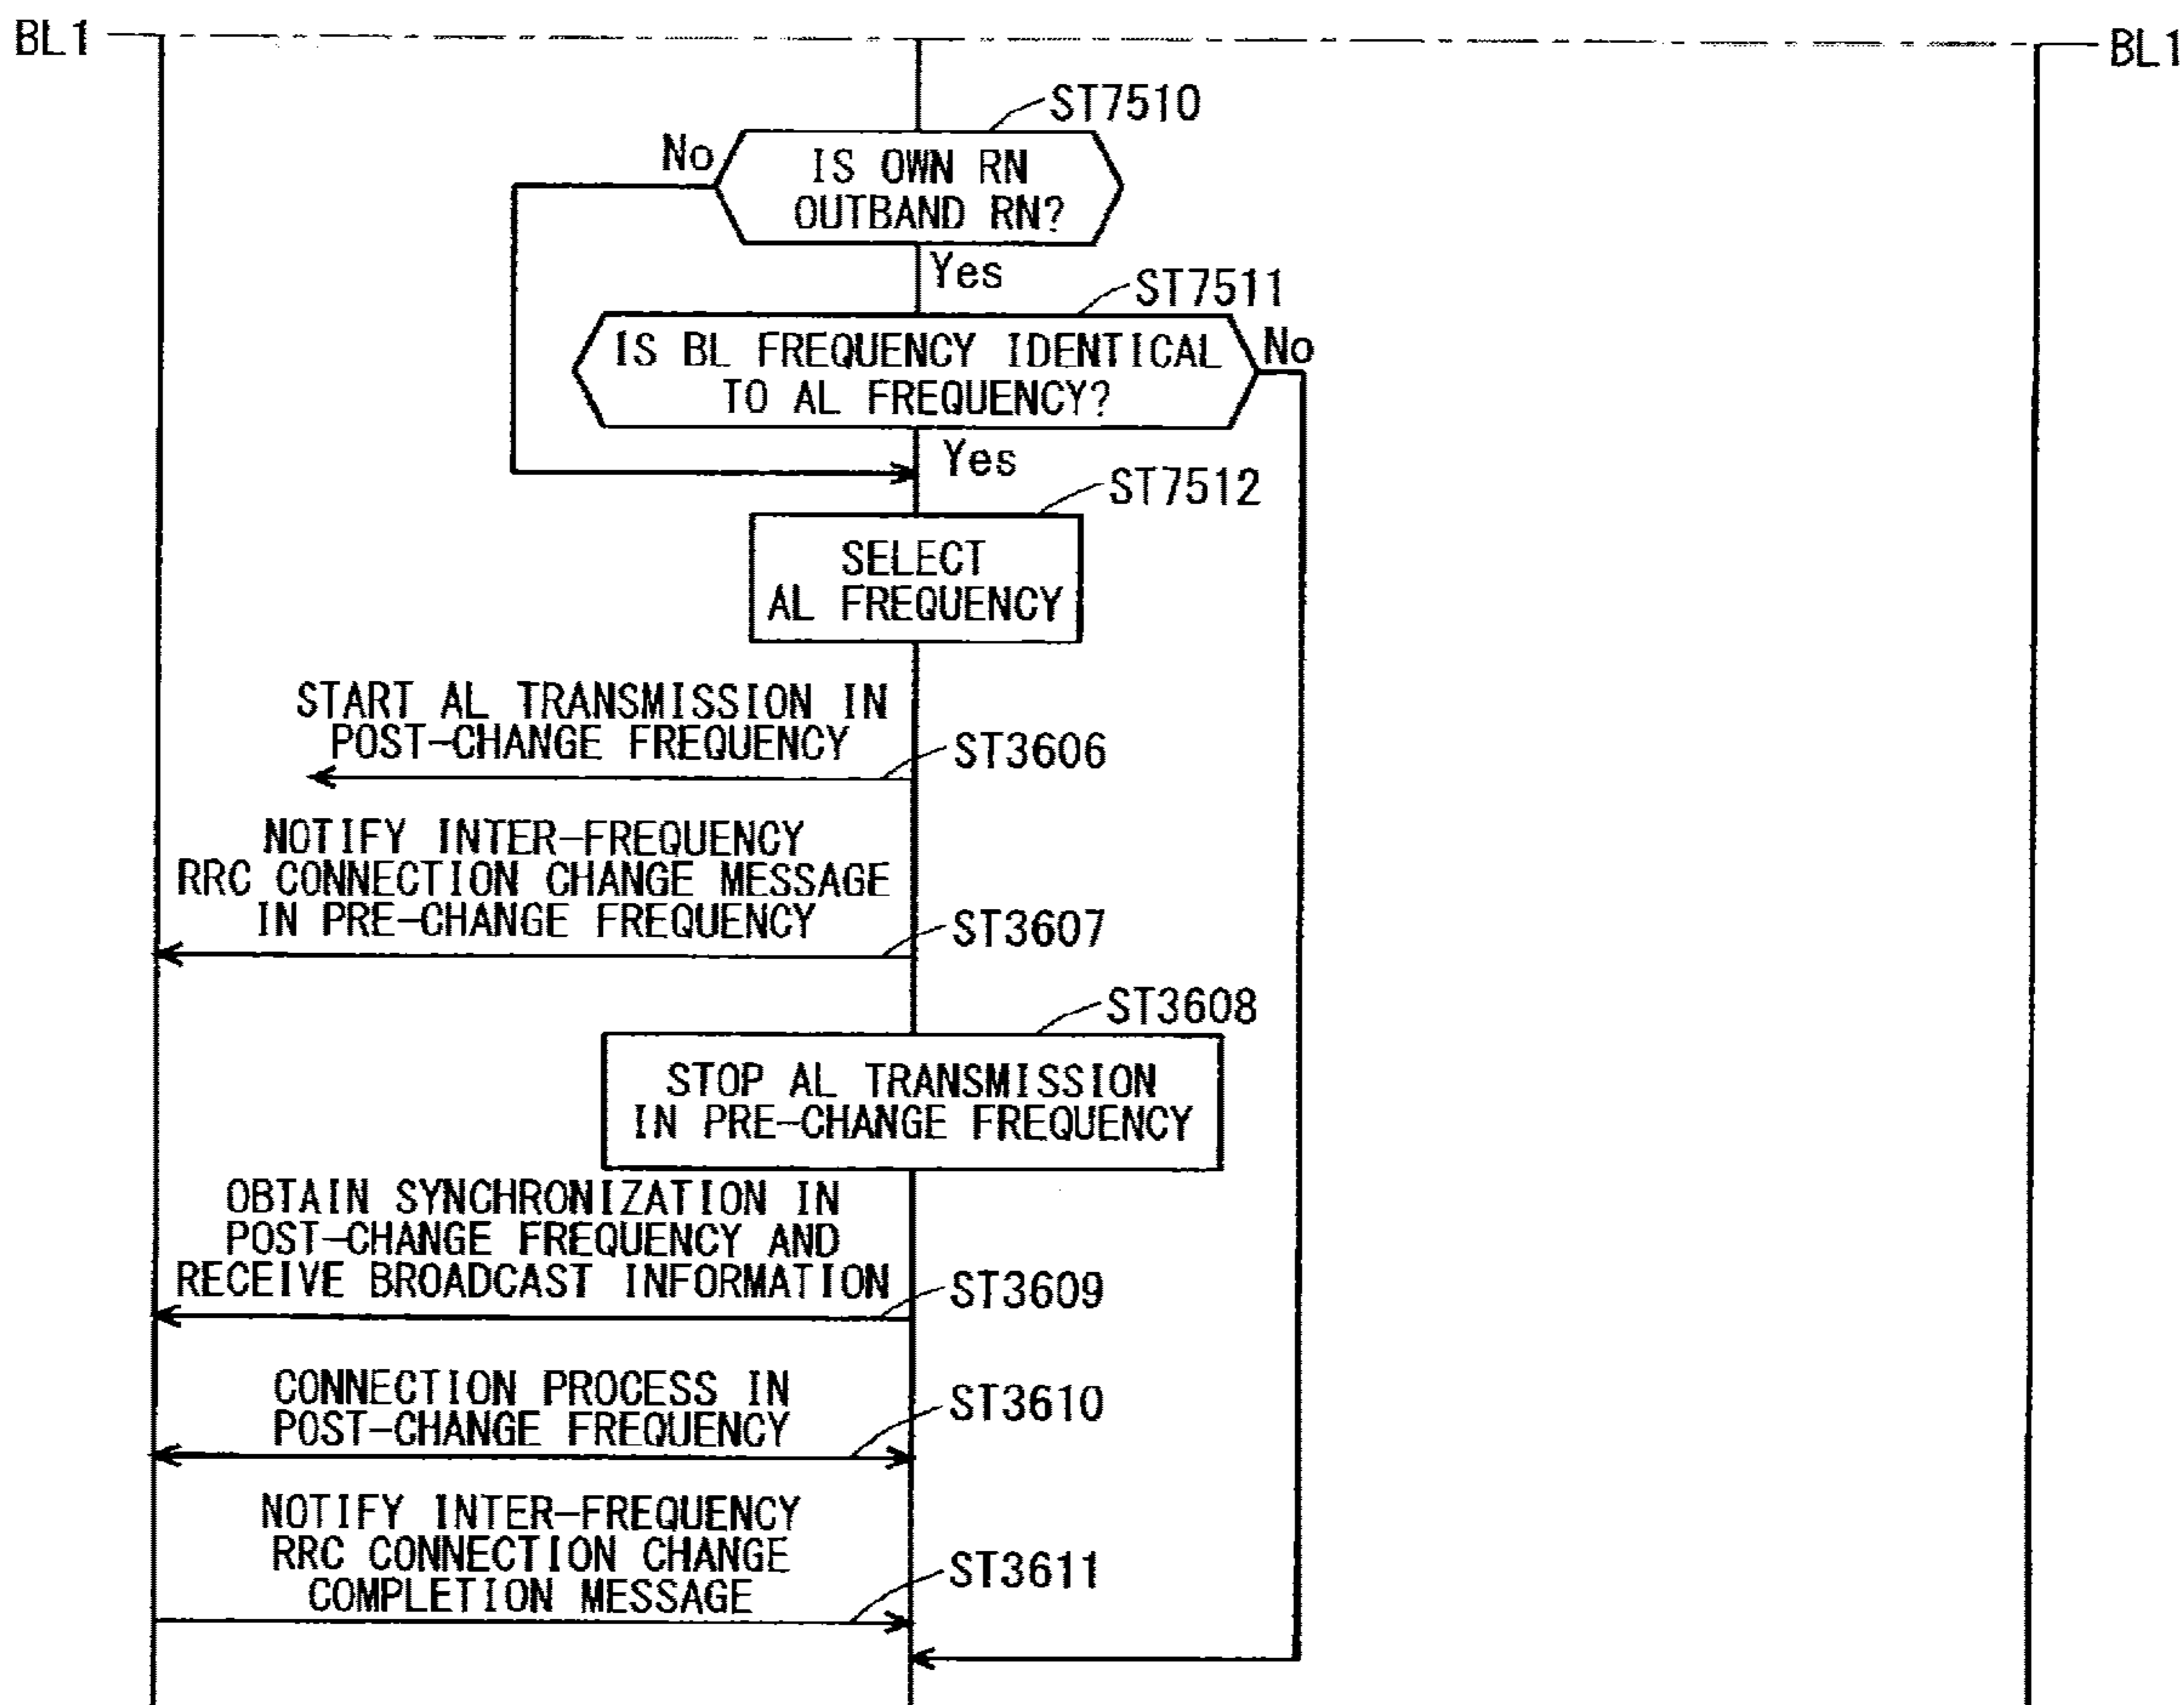 BL1
BL1
ST7510
No
IS OWN RN
OUTBAND RN?
Yes
ST7511
IS BL FREQUENCY IDENTICAL
TO AL FREQUENCY?
No
Yes
ST7512
SELECT
AL FREQUENCY
START AL TRANSMISSION IN
POST-CHANGE FREQUENCY
ST3606
NOTIFY INTER-FREQUENCY
RRC CONNECTION CHANGE MESSAGE
IN PRE-CHANGE FREQUENCY
ST3607
ST3608
STOP AL TRANSMISSION
IN PRE-CHANGE FREQUENCY
OBTAIN SYNCHRONIZATION IN
POST-CHANGE FREQUENCY AND
RECEIVE BROADCAST INFORMATION
ST3609
CONNECTION PROCESS IN
POST-CHANGE FREQUENCY
ST3610
NOTIFY INTER-FREQUENCY
RRC CONNECTION CHANGE
COMPLETION MESSAGE
ST3611